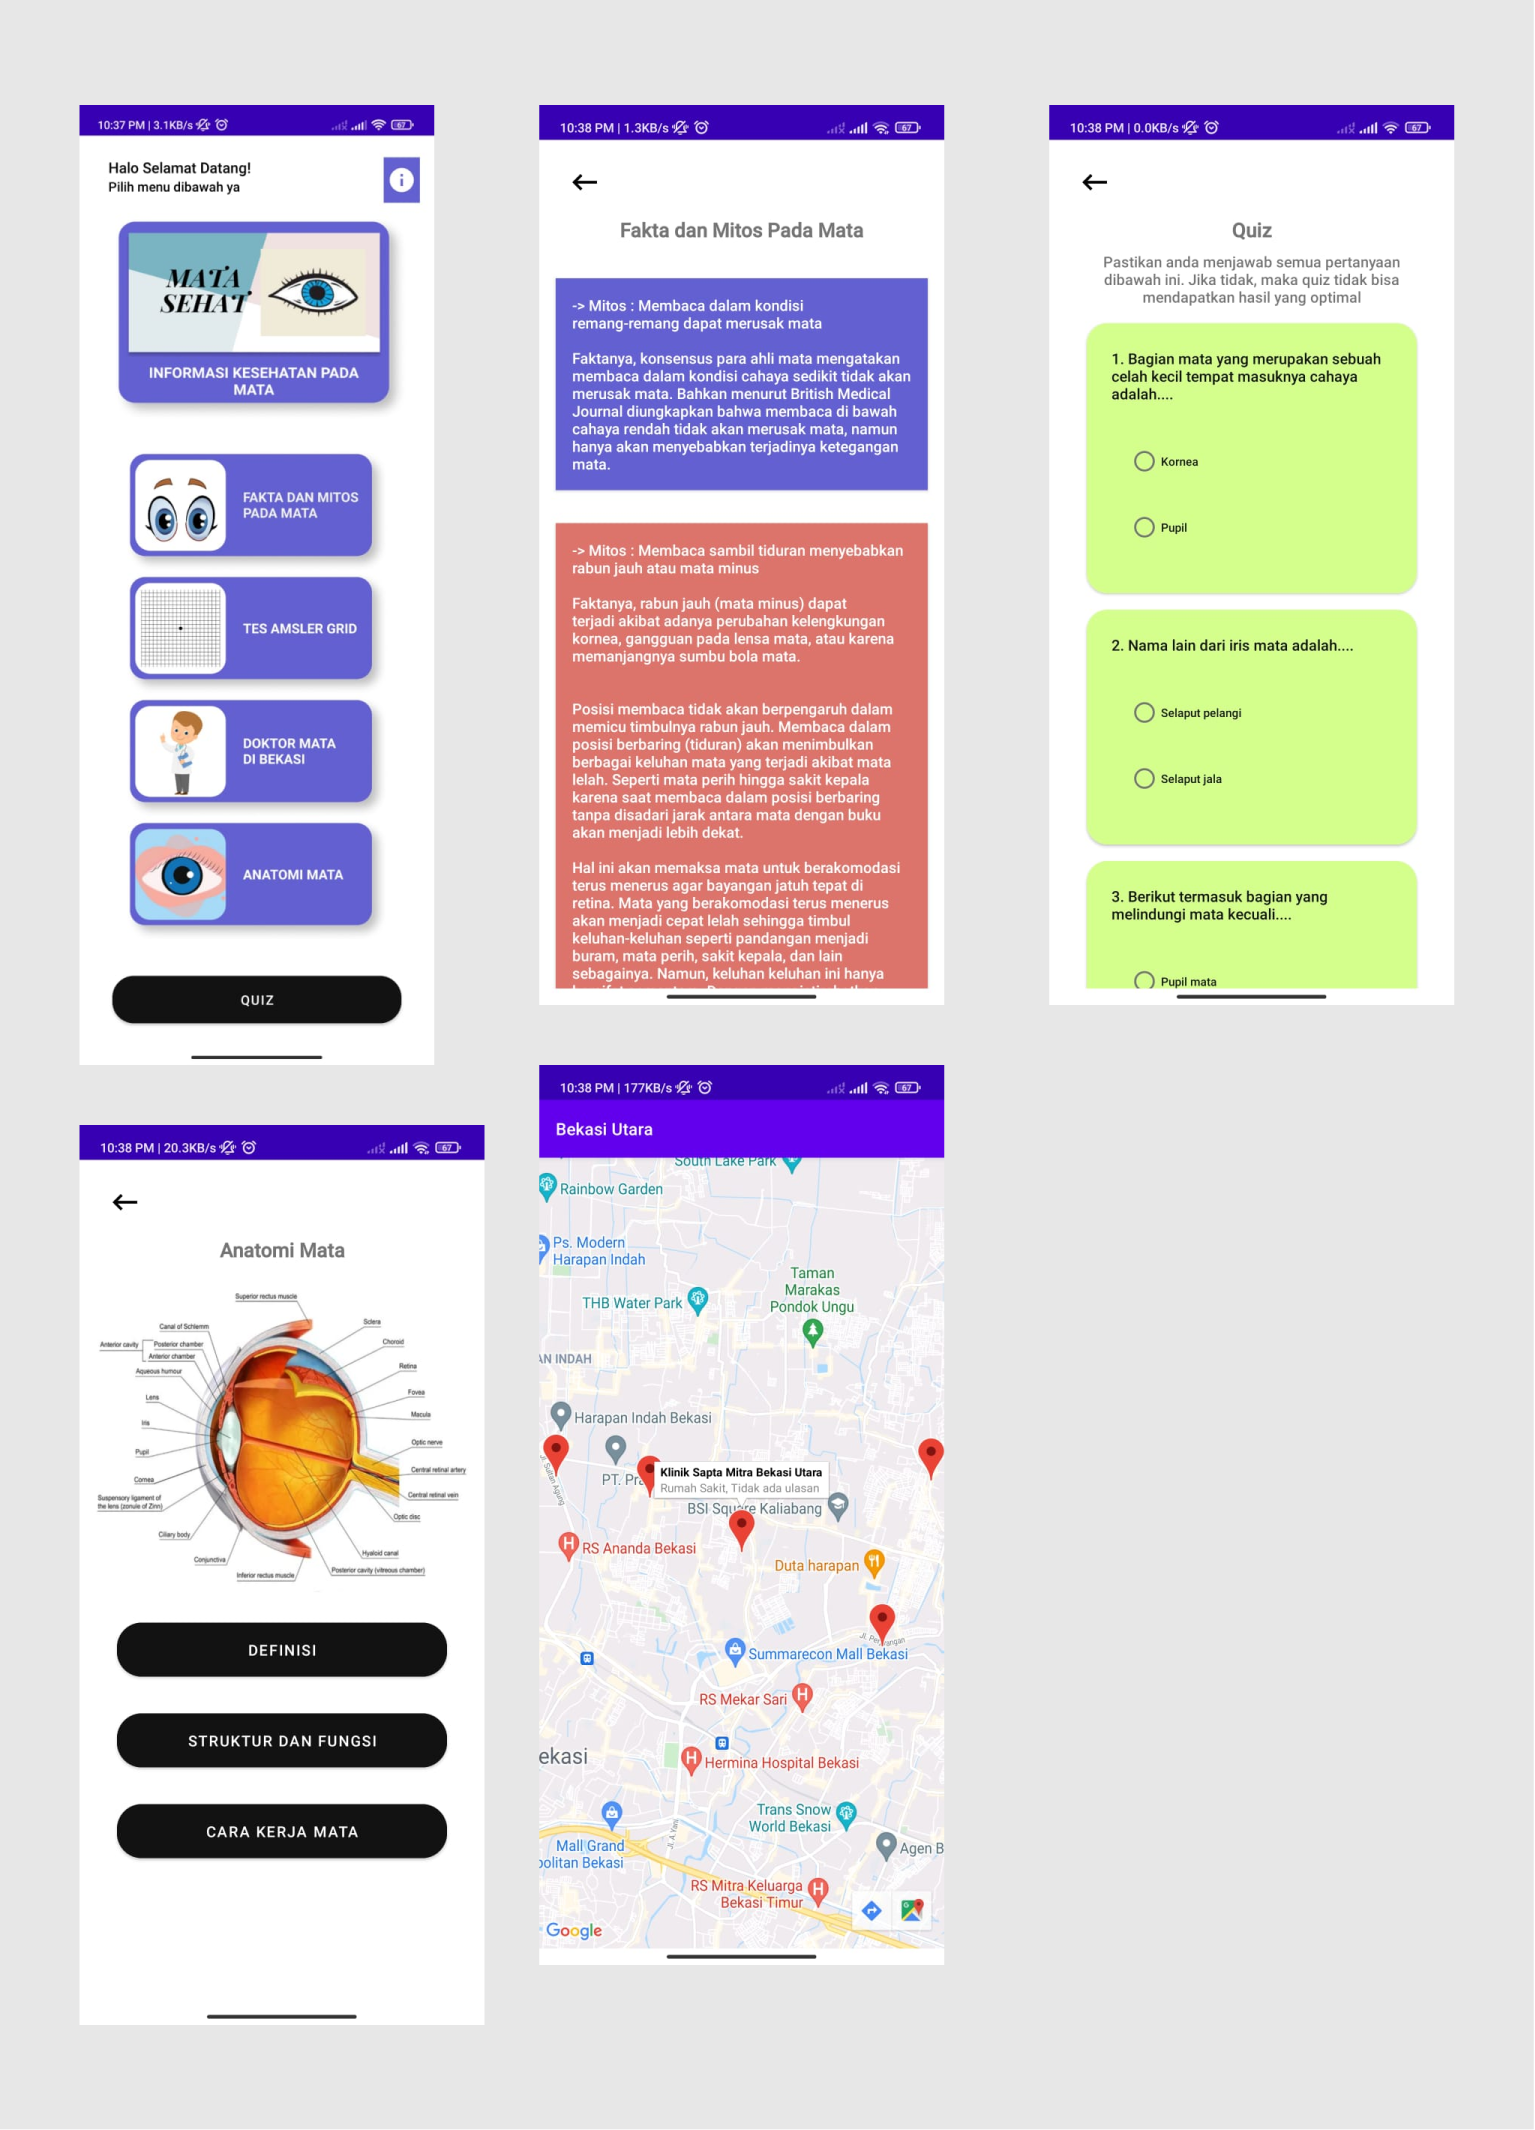 10:37 PM | 3.1KB/s
67
Halo Selamat Datang!
Pilih menu dibawah ya
MATA
SEHAT
INFORMASI KESEHATAN PADA
MATA
FAKTA DAN MITOS
PADA MATA
TES AMSLER GRID
DOKTOR MATA
DI BEKASI
ANATOMI MATA
QUIZ
10:38 PM | 1.3KB/s
67
Fakta dan Mitos Pada Mata
-> Mitos : Membaca dalam kondisi
remang-remang dapat merusak mata
Faktanya, konsensus para ahli mata mengatakan
membaca dalam kondisi cahaya sedikit tidak akan
merusak mata. Bahkan menurut British Medical
Journal diungkapkan bahwa membaca di bawah
cahaya rendah tidak akan merusak mata, namun
hanya akan menyebabkan terjadinya ketegangan
mata.
-> Mitos : Membaca sambil tiduran menyebabkan
rabun jauh atau mata minus
Faktanya, rabun jauh (mata minus) dapat
terjadi akibat adanya perubahan kelengkungan
kornea, gangguan pada lensa mata, atau karena
memanjangnya sumbu bola mata.
Posisi membaca tidak akan berpengaruh dalam
memicu timbulnya rabun jauh. Membaca dalam
posisi berbaring (tiduran) akan menimbulkan
berbagai keluhan mata yang terjadi akibat mata
lelah. Seperti mata perih hingga sakit kepala
karena saat membaca dalam posisi berbaring
tanpa disadari jarak antara mata dengan buku
akan menjadi lebih dekat.
Hal ini akan memaksa mata untuk berakomodasi
terus menerus agar bayangan jatuh tepat di
retina. Mata yang berakomodasi terus menerus
akan menjadi cepat lelah sehingga timbul
keluhan-keluhan seperti pandangan menjadi
buram, mata perih, sakit kepala, dan lain
sebagainya. Namun, keluhan keluhan ini hanya
10:38 PM | 0.0KB/s
67
Quiz
Pastikan anda menjawab semua pertanyaan
dibawah ini. Jika tidak, maka quiz tidak bisa
mendapatkan hasil yang optimal
1. Bagian mata yang merupakan sebuah
celah kecil tempat masuknya cahaya
adalah....
Kornea
Pupil
2. Nama lain dari iris mata adalah....
Selaput pelangi
Selaput jala
3. Berikut termasuk bagian yang
melindungi mata kecuali....
Pupil mata
10:38 PM | 20.3KB/s
67
Anatomi Mata
Superior rectus muscle
Sclera
Canal of Schlemm
Choroid
Anterior cavity
Posterior chamber
Anterior chamber
Retina
Aqueous humour
Fovea
Lens
Macula
Iris
Optic nerve
Pupil
Central retinal artery
Cornea
Central retinal vein
Suspensory ligament of
the lens (zonule of Zinn)
Optic disc
Ciliary body
Hyaloid canal
Conjunctiva
Posterior cavity (vitreous chamber)
Inferior rectus muscle
DEFINISI
STRUKTUR DAN FUNGSI
CARA KERJA MATA
10:38 PM | 177KB/s
67
Bekasi Utara
South Lake Park
Rainbow Garden
Ps. Modern
Harapan Indah
Taman
Marakas
Pondok Ungu
THB Water Park
AN INDAH
Harapan Indah Bekasi
Jl. Sultan Agung
PT. Pra
Klinik Sapta Mitra Bekasi Utara
Rumah Sakit, Tidak ada ulasan
BSI Square Kaliabang
RS Ananda Bekasi
Duta harapan
Summarecon Mall Bekasi
RS Mekar Sari
ekasi
Hermina Hospital Bekasi
Trans Snow
World Bekasi
Jl. A.Yani
Mall Grand
politan Bekasi
Agen B
RS Mitra Keluarga
Bekasi Timur
Google